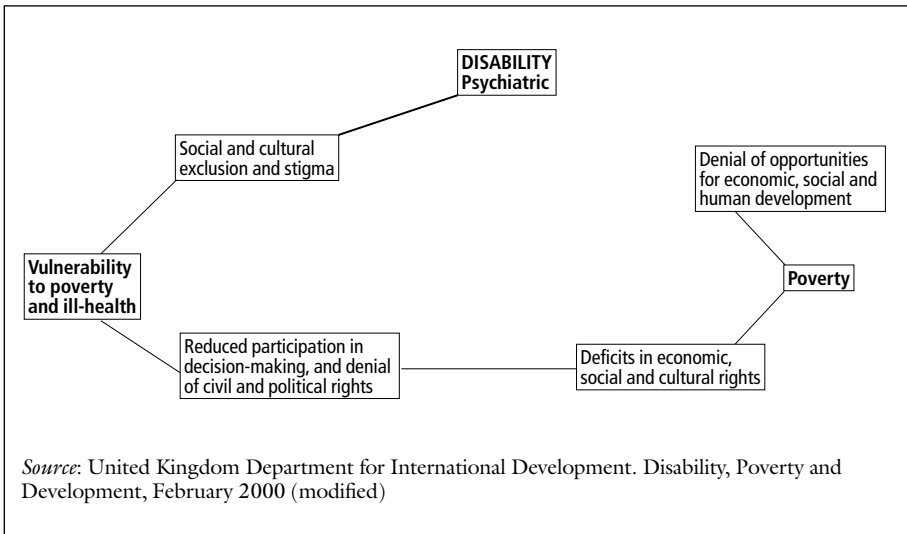 DISABILITY
Psychiatric
Social and cultural
exclusion and stigma
Denial of opportunities
for economic, social and
human development
Vulnerability
to poverty
and ill-health
Poverty
Reduced participation in
decision-making, and denial
of civil and political rights
Deficits in economic,
social and cultural rights
Source: United Kingdom Department for International Development. Disability, Poverty and
Development, February 2000 (modified)